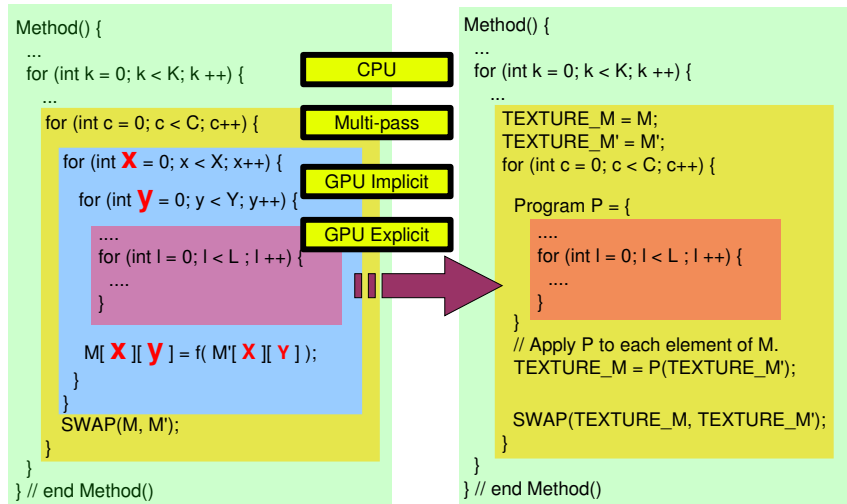 Method() {
...
for (int k = 0; k < K; k ++) {
...
for (int c = 0; c < C; c++) {
for (int x = 0; x < X; x++) {
for (int y = 0; y < Y; y++) {
....
for (int l = 0; l < L ; l ++) {
....
}
M[ x ][ y ] = f( M'[ X ][ Y ] );
}
}
SWAP(M, M');
}
}
} // end Method()
CPU
Multi-pass
GPU Implicit
GPU Explicit
Method() {
...
for (int k = 0; k < K; k ++) {
...
TEXTURE_M = M;
TEXTURE_M' = M';
for (int c = 0; c < C; c++) {
Program P = {
....
for (int l = 0; l < L ; l ++) {
....
}
}
// Apply P to each element of M.
TEXTURE_M = P(TEXTURE_M');
SWAP(TEXTURE_M, TEXTURE_M');
}
}
} // end Method()